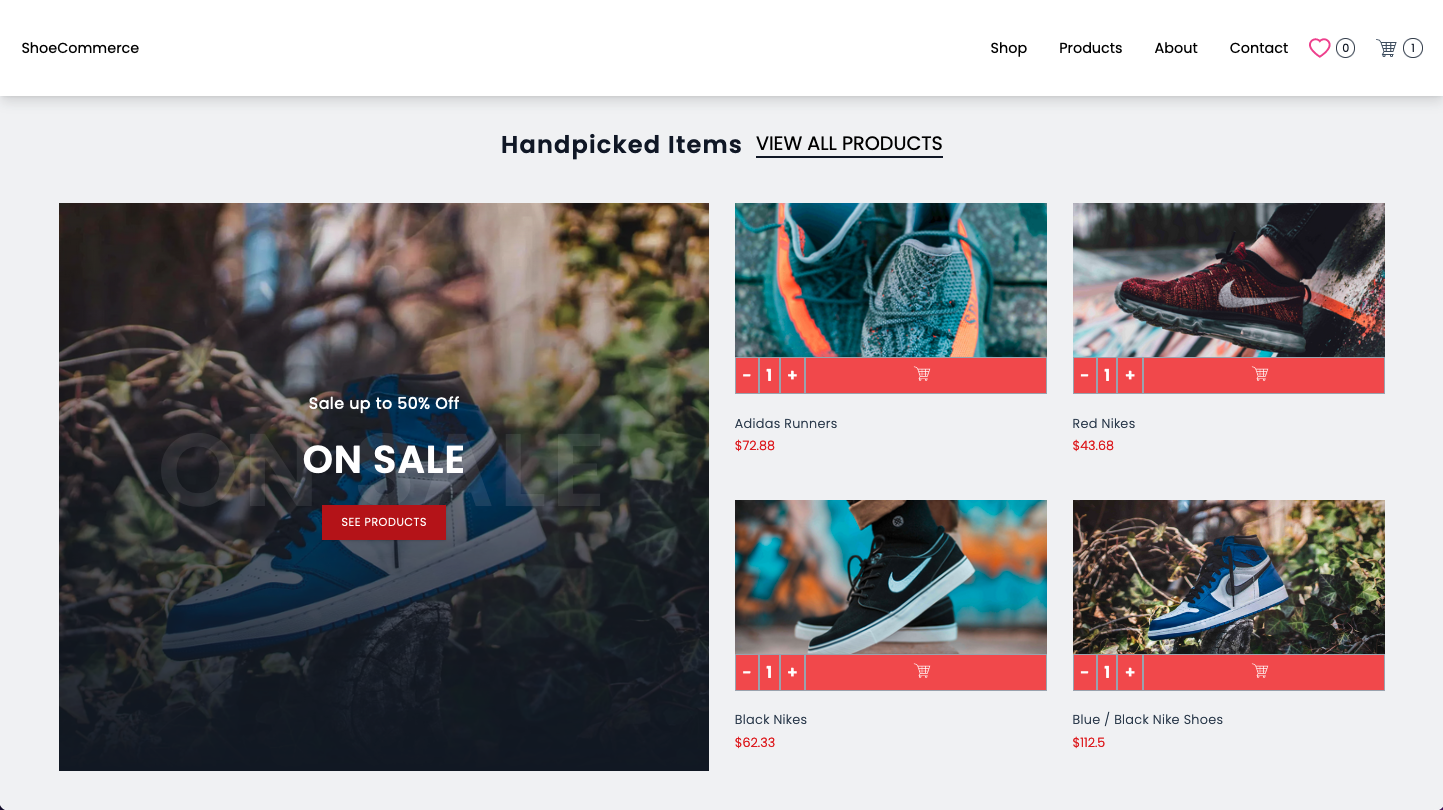 ShoeCommerce
Shop Products About Contact 0 1
Handpicked Items VIEW ALL PRODUCTS
Sale up to 50% Off
ON SALE
ON SALE
SEE PRODUCTS
- 1 +
Adidas Runners
$72.88
- 1 +
Red Nikes
$43.68
- 1 +
Black Nikes
$62.33
- 1 +
Blue / Black Nike Shoes
$112.5